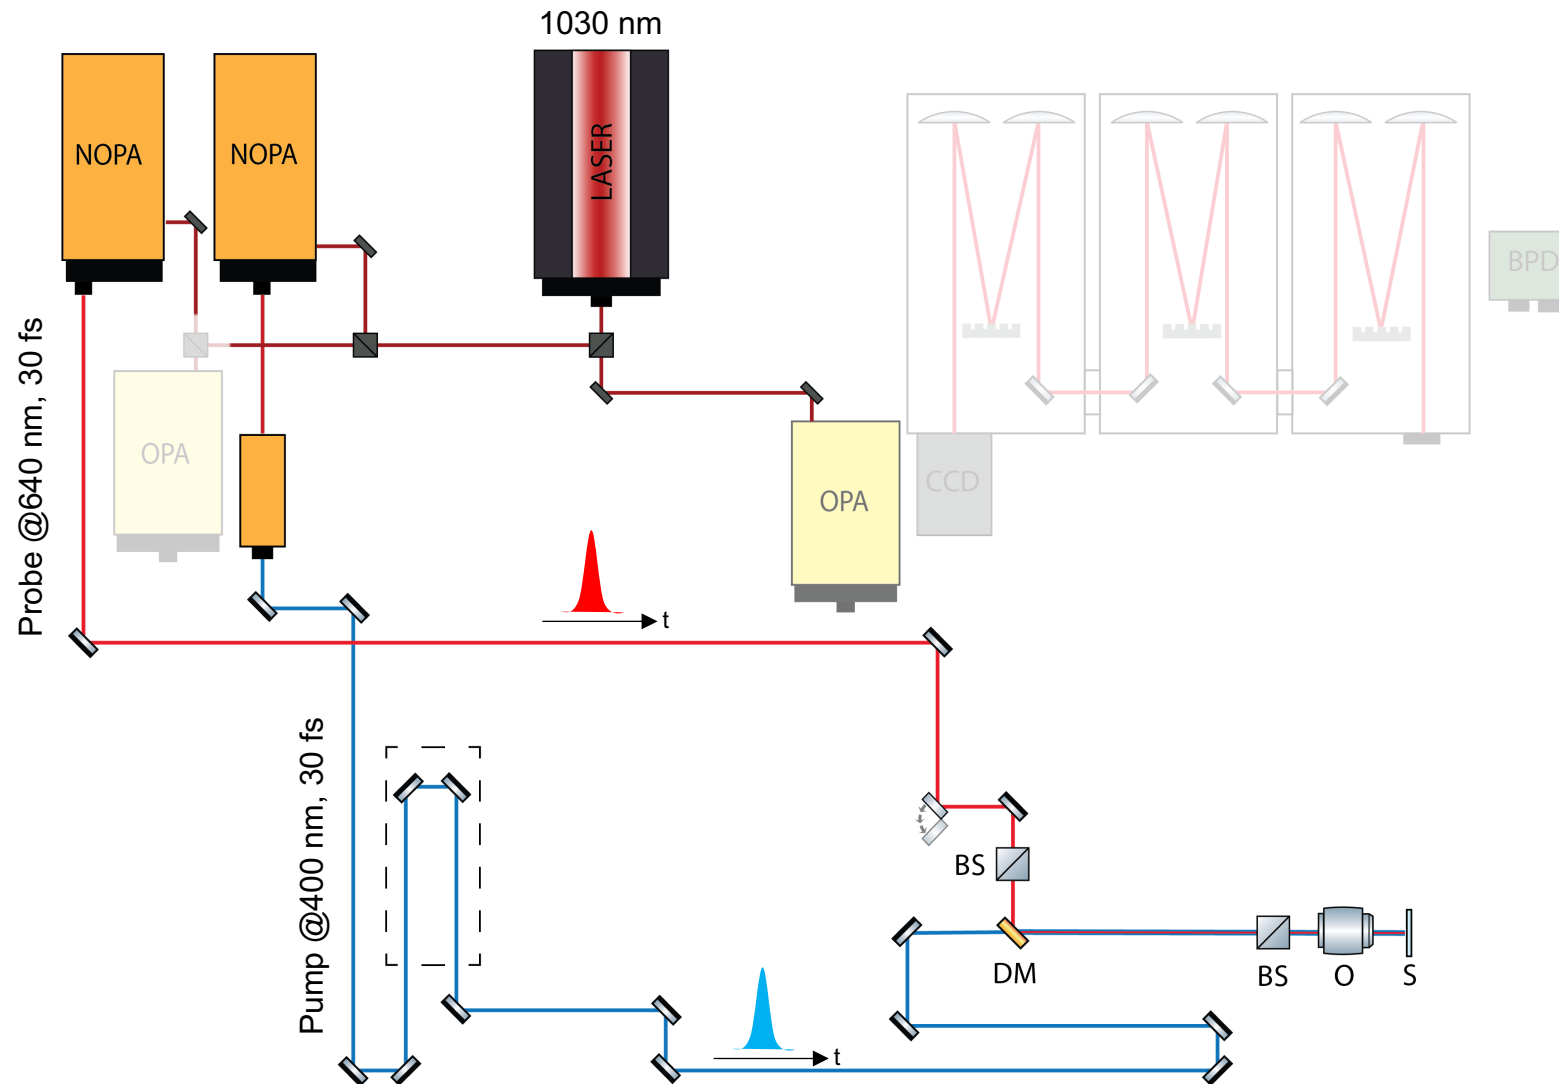 1030 nm
NOPA
NOPA
LASER
BPD
OPA
CCD
OPA
Probe @640 nm, 30 fs
t
Pump @400 nm, 30 fs
BS
DM
BS
O
S
t